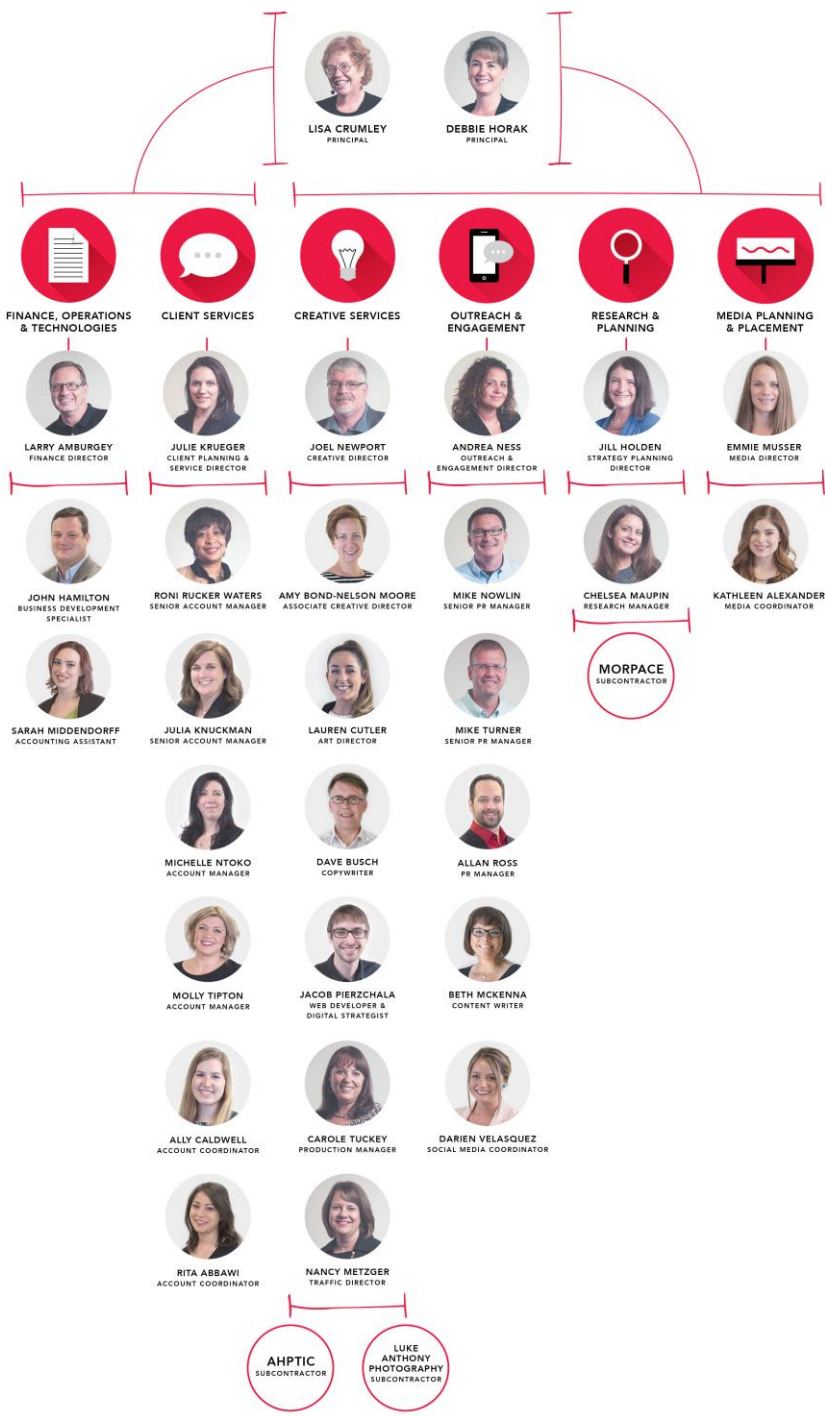 LISA CRUMLEY
PRINCIPAL
DEBBIE HORAK
PRINCIPAL
FINANCE, OPERATIONS
& TECHNOLOGIES
CLIENT SERVICES
CREATIVE SERVICES
OUTREACH &
ENGAGEMENT
RESEARCH &
PLANNING
MEDIA PLANNING
& PLACEMENT
LARRY AMBURGEY
FINANCE DIRECTOR
JULIE KRUEGER
CLIENT PLANNING &
SERVICE DIRECTOR
JOEL NEWPORT
CREATIVE DIRECTOR
ANDREA NESS
OUTREACH &
ENGAGEMENT DIRECTOR
JILL HOLDEN
STRATEGY PLANNING
DIRECTOR
EMMIE MUSSER
MEDIA DIRECTOR
JOHN HAMILTON
BUSINESS DEVELOPMENT
SPECIALIST
RONI RUCKER WATERS
SENIOR ACCOUNT MANAGER
AMY BOND-NELSON MOORE
ASSOCIATE CREATIVE DIRECTOR
MIKE NOWLIN
SENIOR PR MANAGER
CHELSEA MAUPIN
RESEARCH MANAGER
KATHLEEN ALEXANDER
MEDIA COORDINATOR
MORPACE
SUBCONTRACTOR
SARAH MIDDENDORFF
ACCOUNTING ASSISTANT
JULIA KNUCKMAN
SENIOR ACCOUNT MANAGER
LAUREN CUTLER
ART DIRECTOR
MIKE TURNER
SENIOR PR MANAGER
MICHELLE NTOKO
ACCOUNT MANAGER
DAVE BUSCH
COPYWRITER
ALLAN ROSS
PR MANAGER
MOLLY TIPTON
ACCOUNT MANAGER
JACOB PIERZCHALA
WEB DEVELOPER &
DIGITAL STRATEGIST
BETH MCKENNA
CONTENT WRITER
ALLY CALDWELL
ACCOUNT COORDINATOR
CAROLE TUCKEY
PRODUCTION MANAGER
DARIEN VELASQUEZ
SOCIAL MEDIA COORDINATOR
RITA ABBAWI
ACCOUNT COORDINATOR
NANCY METZGER
TRAFFIC DIRECTOR
AHPTIC
SUBCONTRACTOR
LUKE
ANTHONY
PHOTOGRAPHY
SUBCONTRACTOR